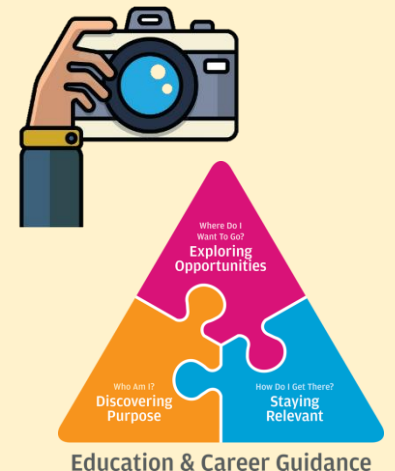 Where Do I
Want To Go?
Exploring
Opportunities
Who Am I?
Discovering
Purpose
How Do I Get There?
Staying
Relevant
Education & Career Guidance